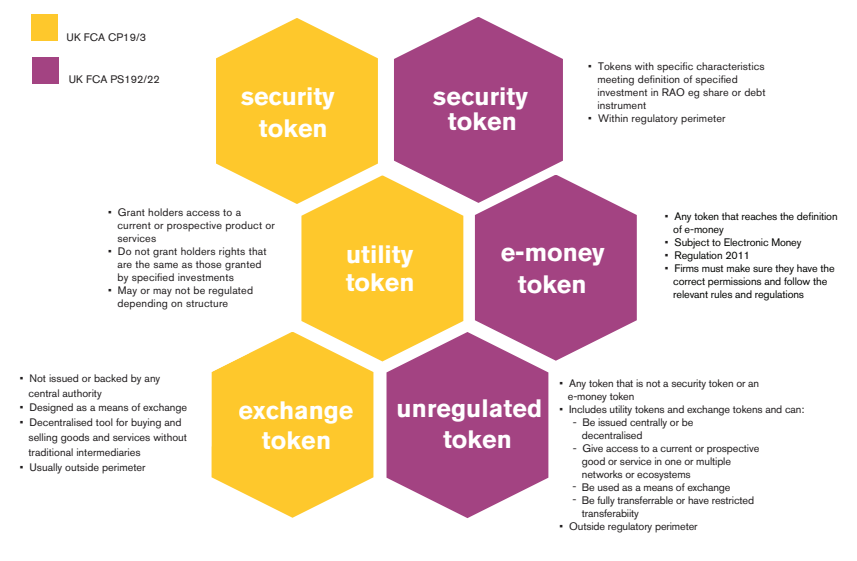 UK FCA CP19/3
UK FCA PS192/22
security
token
security
token
▪ Tokens with specific characteristics
meeting definition of specified
investment in RAO eg share or debt
instrument
▪ Within regulatory perimeter
▪ Grant holders access to a
current or prospective product or
services
▪ Do not grant holders rights that
are the same as those granted
by specified investments
▪ May or may not be regulated
depending on structure
utility
token
e-money
token
▪ Any token that reaches the definition
of e-money
▪ Subject to Electronic Money
▪ Regulation 2011
▪ Firms must make sure they have the
correct permissions and follow the
relevant rules and regulations
▪ Not issued or backed by any
central authority
▪ Designed as a means of exchange
▪ Decentralised tool for buying and
selling goods and services without
traditional intermediaries
▪ Usually outside perimeter
exchange
token
unregulated
token
▪ Any token that is not a security token or an
e-money token
▪ Includes utility tokens and exchange tokens and can:
- Be issued centrally or be
decentralised
- Give access to a current or prospective
good or service in one or multiple
networks or ecosystems
- Be used as a means of exchange
- Be fully transferrable or have restricted
transferabiity
▪ Outside regulatory perimeter